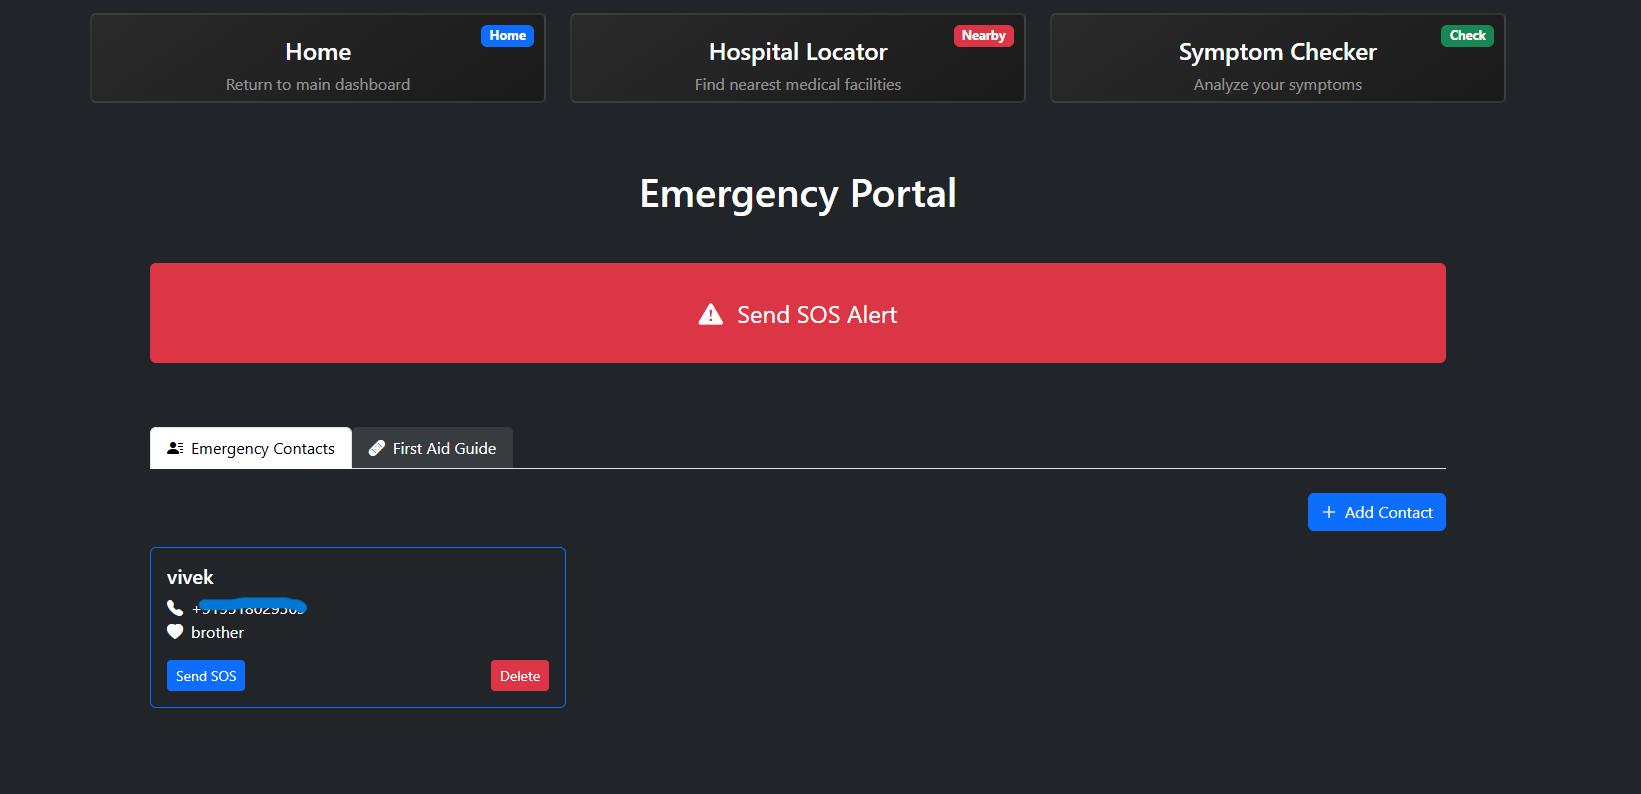 Home
Home
Return to main dashboard
Hospital Locator
Nearby
Find nearest medical facilities
Symptom Checker
Check
Analyze your symptoms
Emergency Portal
Send SOS Alert
Emergency Contacts
First Aid Guide
+ Add Contact
vivek
brother
Send SOS
Delete